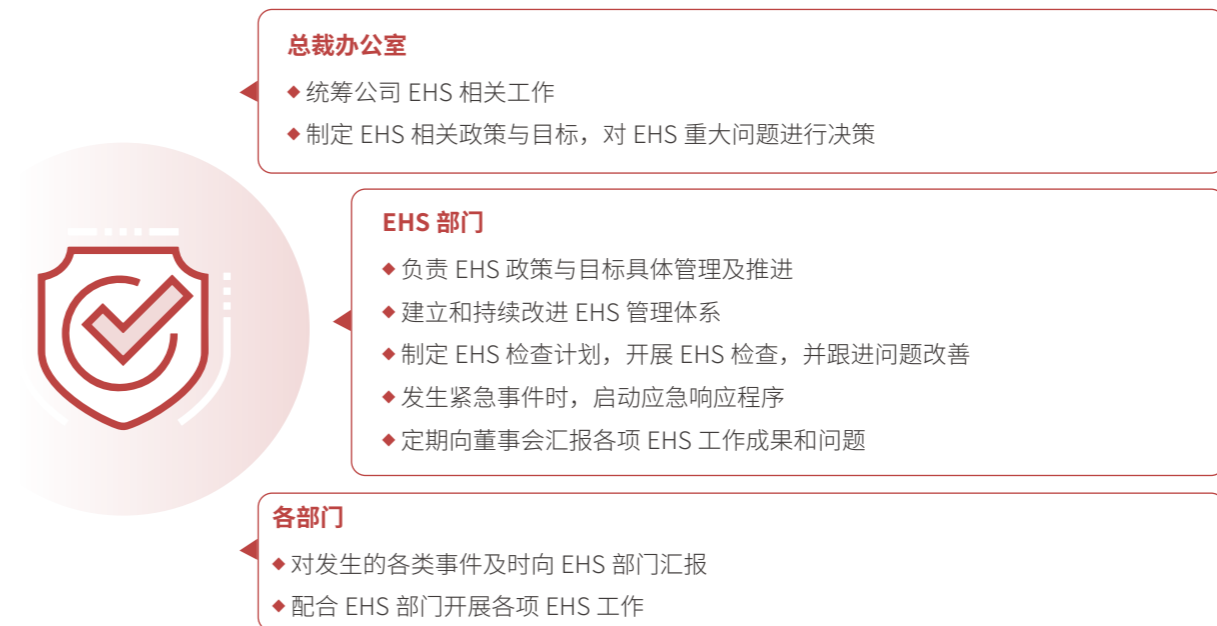 总裁办公室
◆ 统筹公司 EHS 相关工作
◆ 制定 EHS 相关政策与目标，对 EHS 重大问题进行决策
EHS 部门
◆ 负责 EHS 政策与目标具体管理及推进
◆ 建立和持续改进 EHS 管理体系
◆ 制定 EHS 检查计划，开展 EHS 检查，并跟进问题改善
◆ 发生紧急事件时，启动应急响应程序
◆ 定期向董事会汇报各项 EHS 工作成果和问题
各部门
◆ 对发生的各类事件及时向 EHS 部门汇报
◆ 配合 EHS 部门开展各项 EHS 工作